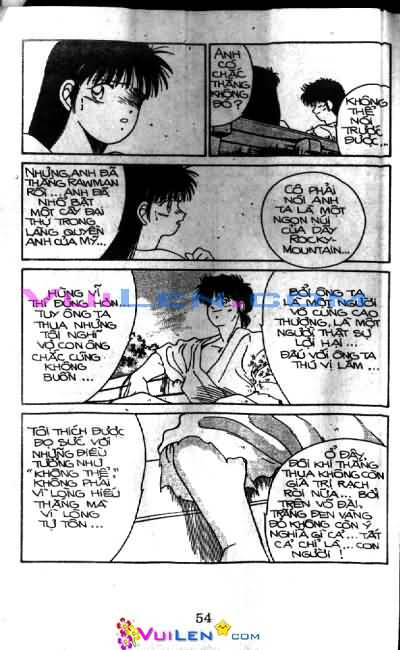 ANH
CÓ
CHẮC
THẮNG
KHÔNG
ĐÓ?
KHÔNG
THỂ
NÓI
TRƯỚC
ĐƯỢC...
NHƯNG ANH ĐÃ
THẮNG RAWMAN
RỒI... ANH ĐÃ
NHỔ BẬT
MỘT CÂY ĐẠI
THỤ TRONG
LÀNG QUYỀN
ANH CỦA MỸ...
CÓ PHẢI
NÓI ANH
TA LÀ MỘT
NGỌN NÚI
CỦA DÃY
ROCKY-
MOUNTAIN...
HÙNG VĨ
THÌ ĐÚNG HƠN
TUY ÔNG TA
THUA NHƯNG
TÔI NGHĨ
VỢ CON ÔNG
CHẮC CŨNG
KHÔNG
BUỒN...
BỞI ÔNG TA
LÀ MỘT NGƯỜI
VÔ CÙNG CAO
THƯỢNG, LÀ MỘT
NGƯỜI THẬT SỰ
LỢI HẠI...
ĐẤU VỚI ÔNG TA
THÚ VỊ LẮM...
VUILEN.COM
TÔI THÍCH ĐƯỢC
ĐỌ SỨC VỚI
NHỮNG ĐIỀU
TƯỞNG NHƯ
"KHÔNG THỂ",
KHÔNG PHẢI
VÌ LÒNG HIẾU
THẮNG MÀ
VÌ LÒNG
TỰ TÔN...
Ở ĐÂY,
ĐÔI KHI THẮNG
THUA KHÔNG CÒN
GIÁ TRỊ RẠCH
RÒI NỮA... BỞI
TRÊN VÕ ĐÀI,
TRẮNG ĐEN VÀNG
ĐỎ KHÔNG CÒN Ý
NGHĨA GÌ CẢ... TẤT
CẢ CHỈ LÀ... CON
NGƯỜI!
54
VUILEN.COM